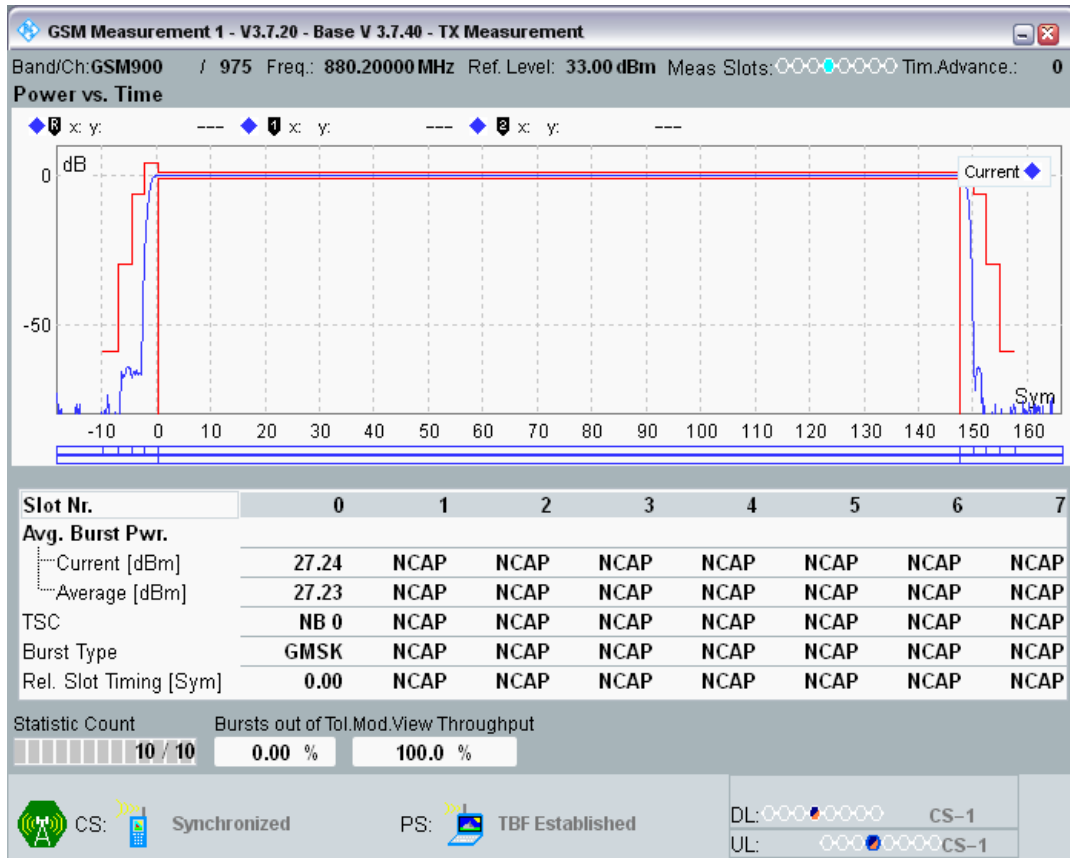 GSM Measurement 1 - V3.7.20 - Base V 3.7.40 - TX Measurement
Band/Ch:GSM900 / 975 Freq.: 880.20000 MHz Ref. Level: 33.00 dBm Meas Slots: Tim.Advance.: 0
Power vs. Time
R x: y: --- 1 x: y: --- 2 x: y: ---
dB
0
Current
-50
Sym
-10 0 10 20 30 40 50 60 70 80 90 100 110 120 130 140 150 160
Slot Nr. 0 1 2 3 4 5 6 7
Avg. Burst Pwr.
Current [dBm] 27.24 NCAP NCAP NCAP NCAP NCAP NCAP NCAP
Average [dBm] 27.23 NCAP NCAP NCAP NCAP NCAP NCAP NCAP
TSC NB 0 NCAP NCAP NCAP NCAP NCAP NCAP NCAP
Burst Type GMSK NCAP NCAP NCAP NCAP NCAP NCAP NCAP
Rel. Slot Timing [Sym] 0.00 NCAP NCAP NCAP NCAP NCAP NCAP NCAP
Statistic Count Bursts out of Tol.Mod.View Throughput
10 / 10 0.00 % 100.0 %
CS: Synchronized PS: TBF Established
DL: CS-1
UL: CS-1